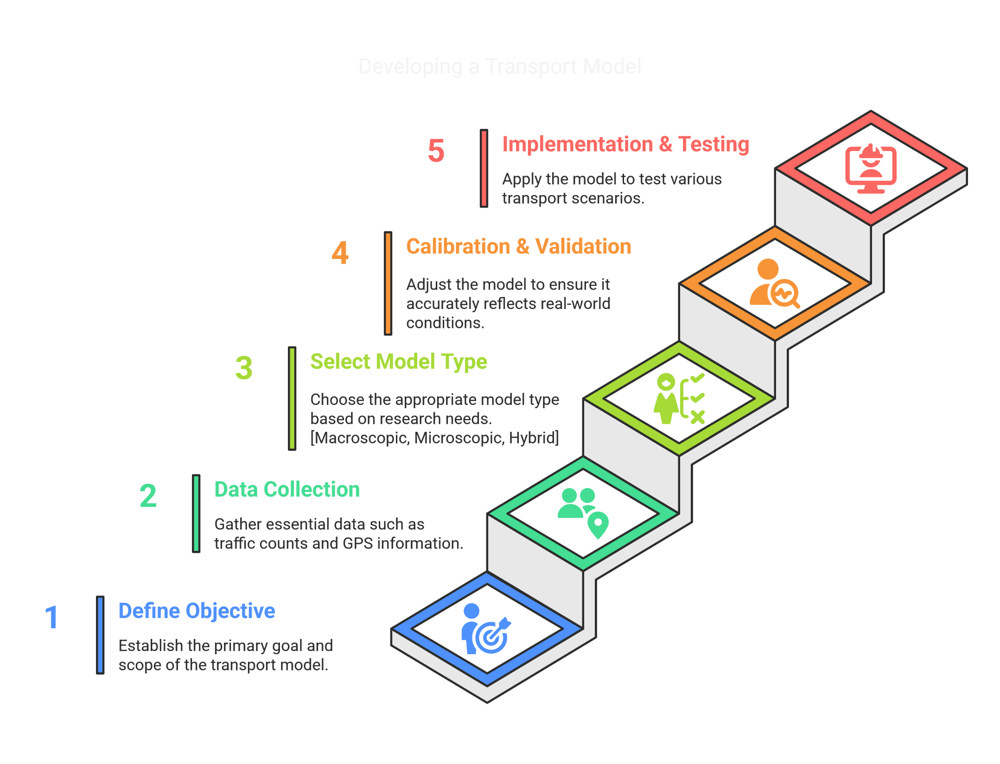 Developing a Transport Model
5
Implementation & Testing
Apply the model to test various
transport scenarios.
4
Calibration & Validation
Adjust the model to ensure it
accurately reflects real-world
conditions.
3
Select Model Type
Choose the appropriate model type
based on research needs.
[Macroscopic, Microscopic, Hybrid]
2
Data Collection
Gather essential data such as
traffic counts and GPS information.
1
Define Objective
Establish the primary goal and
scope of the transport model.